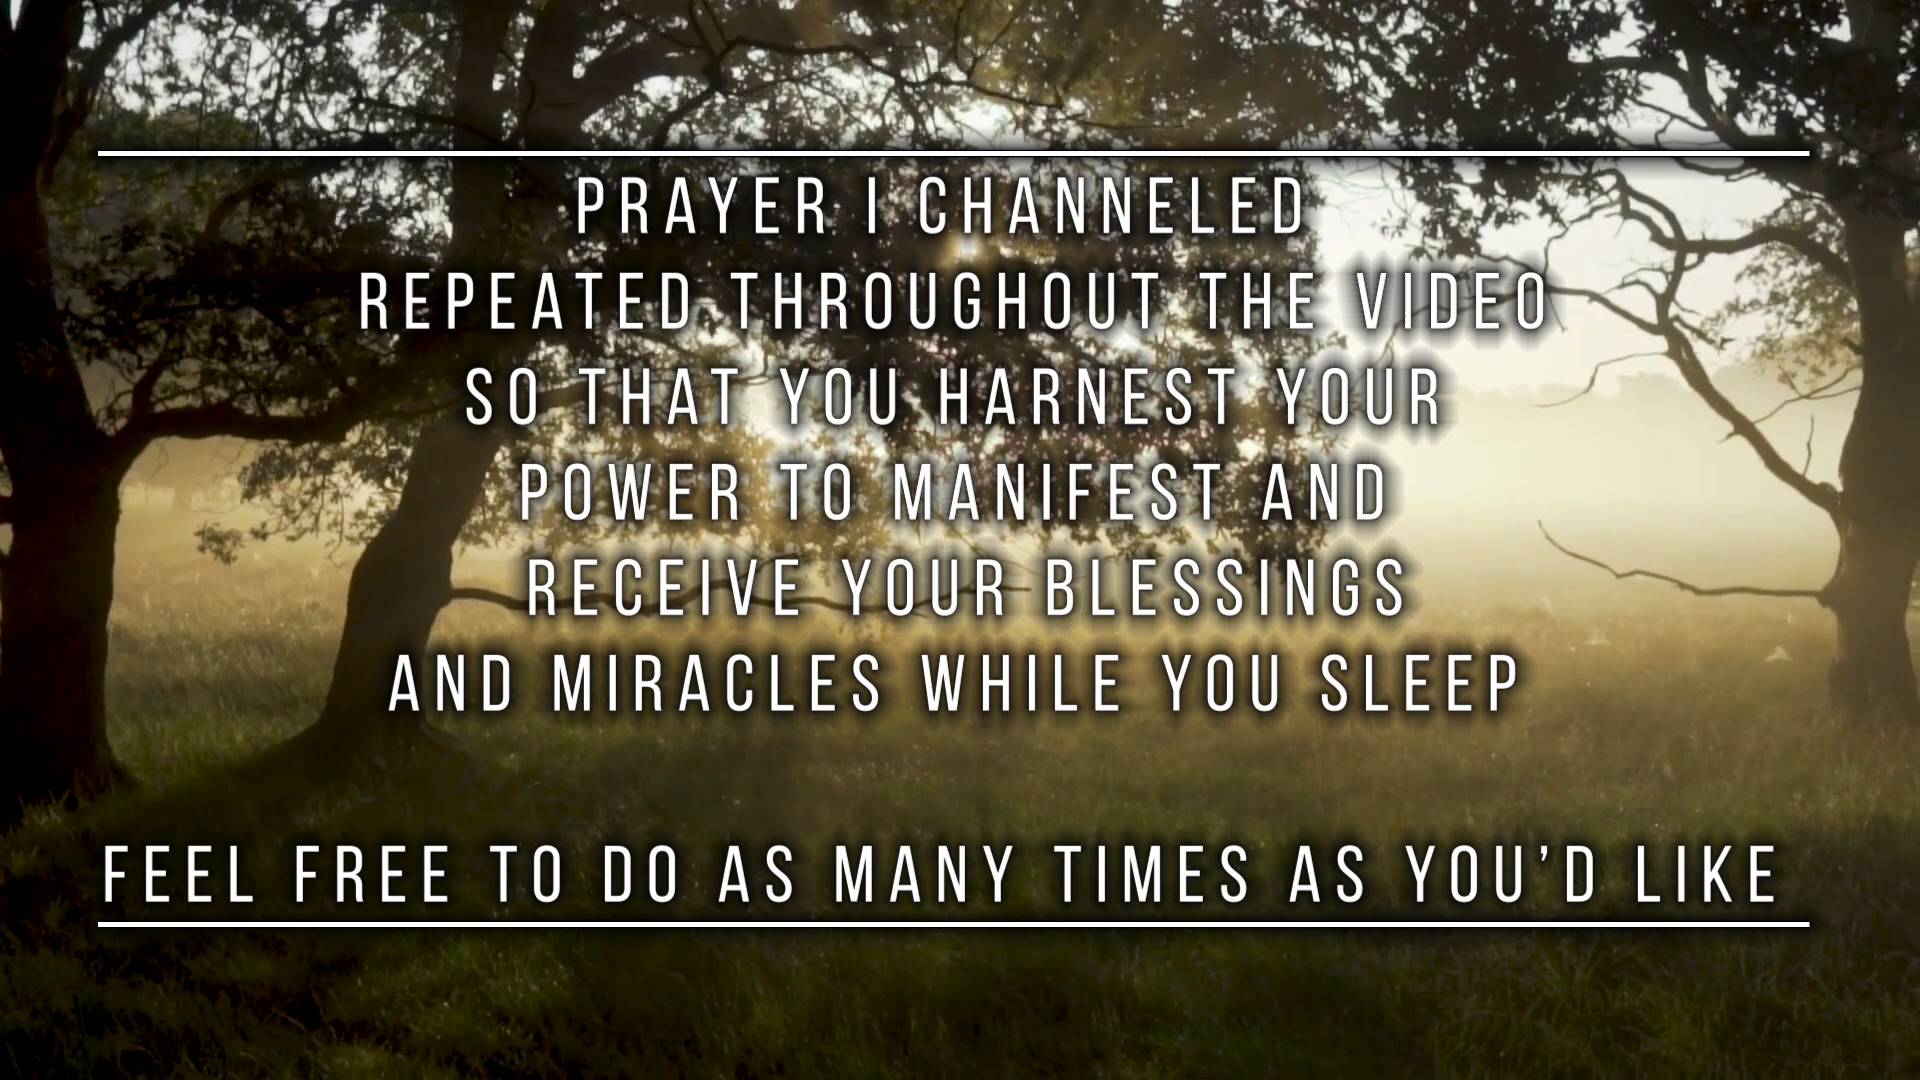 PRAYER I CHANNELED
REPEATED THROUGHOUT THE VIDEO
SO THAT YOU HARNEST YOUR
POWER TO MANIFEST AND
RECEIVE YOUR BLESSINGS
AND MIRACLES WHILE YOU SLEEP
FEEL FREE TO DO AS MANY TIMES AS YOU'D LIKE